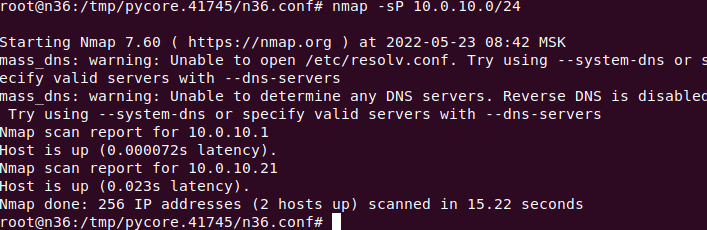 root@n36:/tmp/pycore.41745/n36.conf# nmap -sP 10.0.10.0/24
Starting Nmap 7.60 ( https://nmap.org ) at 2022-05-23 08:42 MSK
mass_dns: warning: Unable to open /etc/resolv.conf. Try using --system-dns or s
ecify valid servers with --dns-servers
mass_dns: warning: Unable to determine any DNS servers. Reverse DNS is disabled
 Try using --system-dns or specify valid servers with --dns-servers
Nmap scan report for 10.0.10.1
Host is up (0.000072s latency).
Nmap scan report for 10.0.10.21
Host is up (0.023s latency).
Nmap done: 256 IP addresses (2 hosts up) scanned in 15.22 seconds
root@n36:/tmp/pycore.41745/n36.conf#